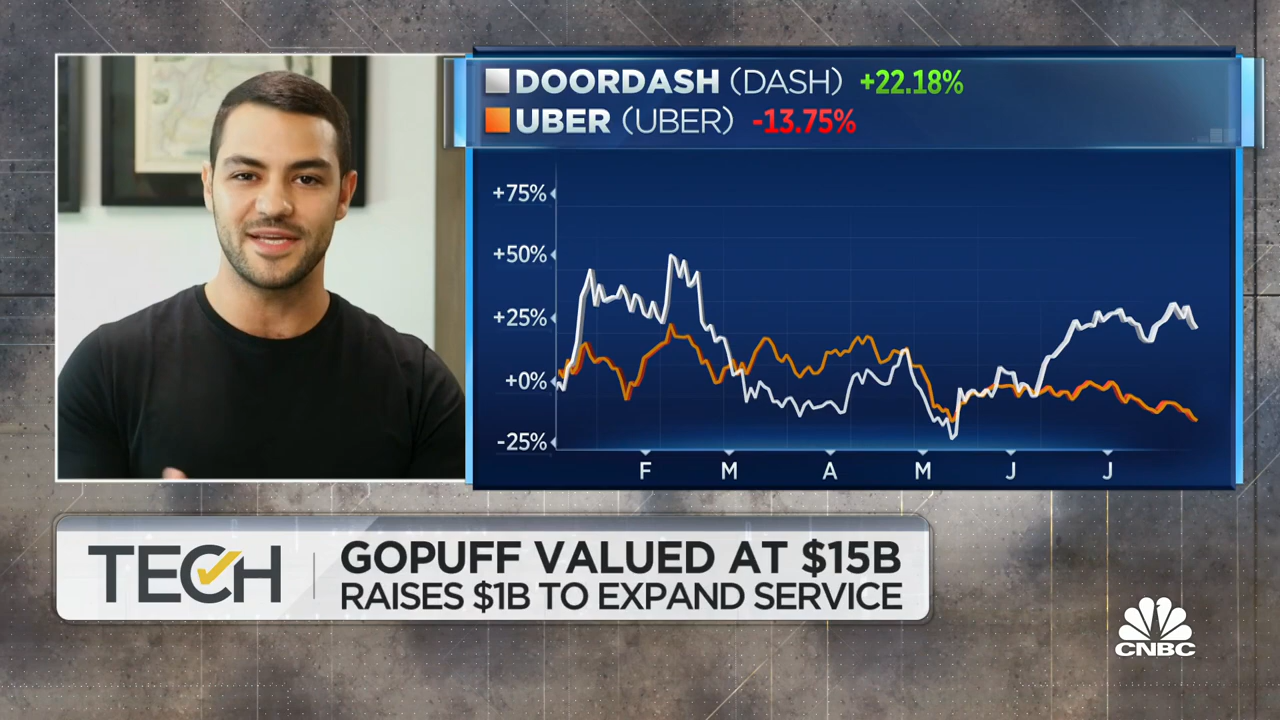 DOORDASH (DASH) +22.18%
UBER (UBER) -13.75%
+75%
+50%
+25%
+0%
-25%
F M A M J J
TECH
GOPUFF VALUED AT $15B
RAISES $1B TO EXPAND SERVICE
CNBC